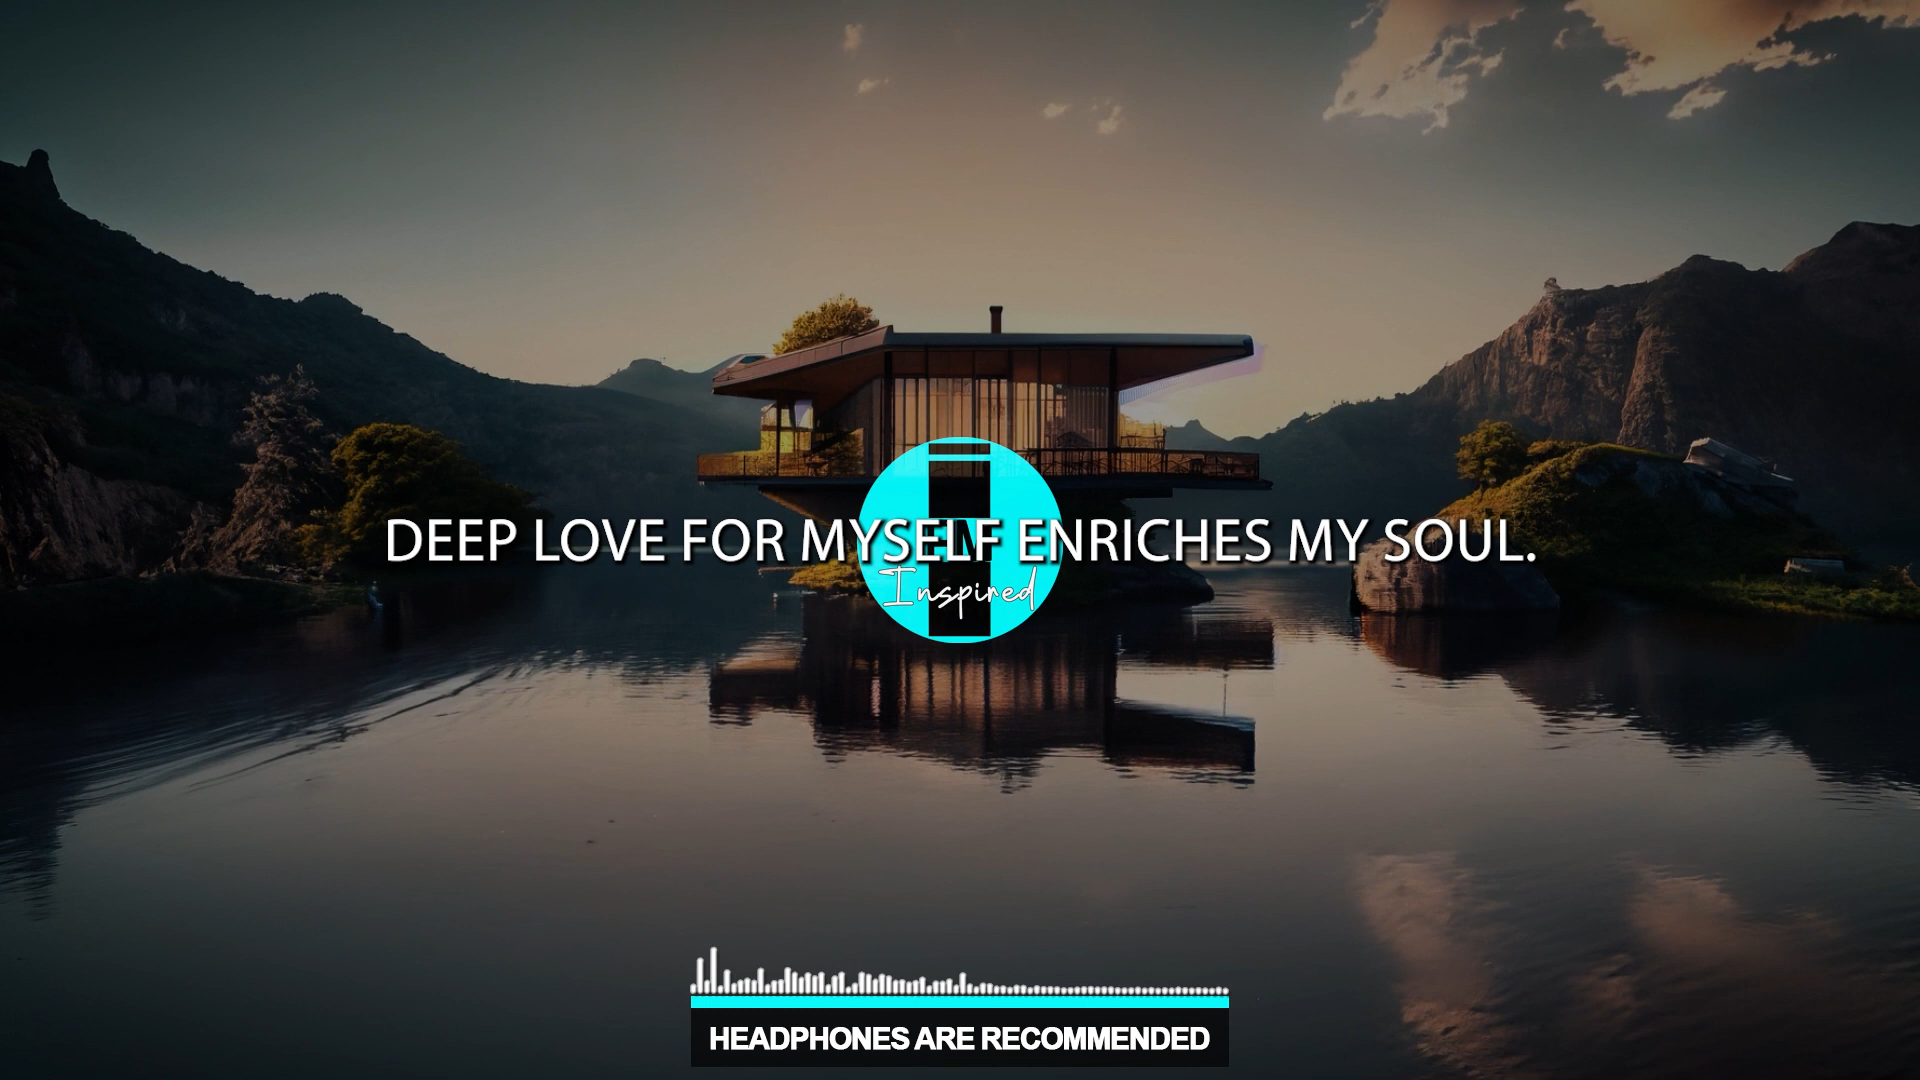 DEEP LOVE FOR MYSELF ENRICHES MY SOUL.
Inspired
HEADPHONES ARE RECOMMENDED